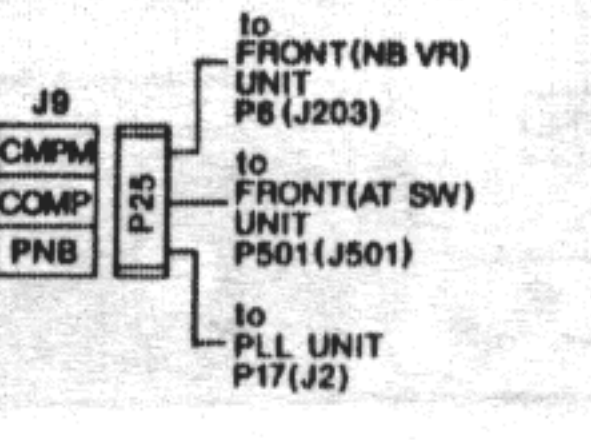 J9
CMPM
COMP
PNB
P25
to
FRONT(NB VR)
UNIT
P6(J203)
to
FRONT(AT SW)
UNIT
P501(J501)
to
PLL UNIT
P17(J2)